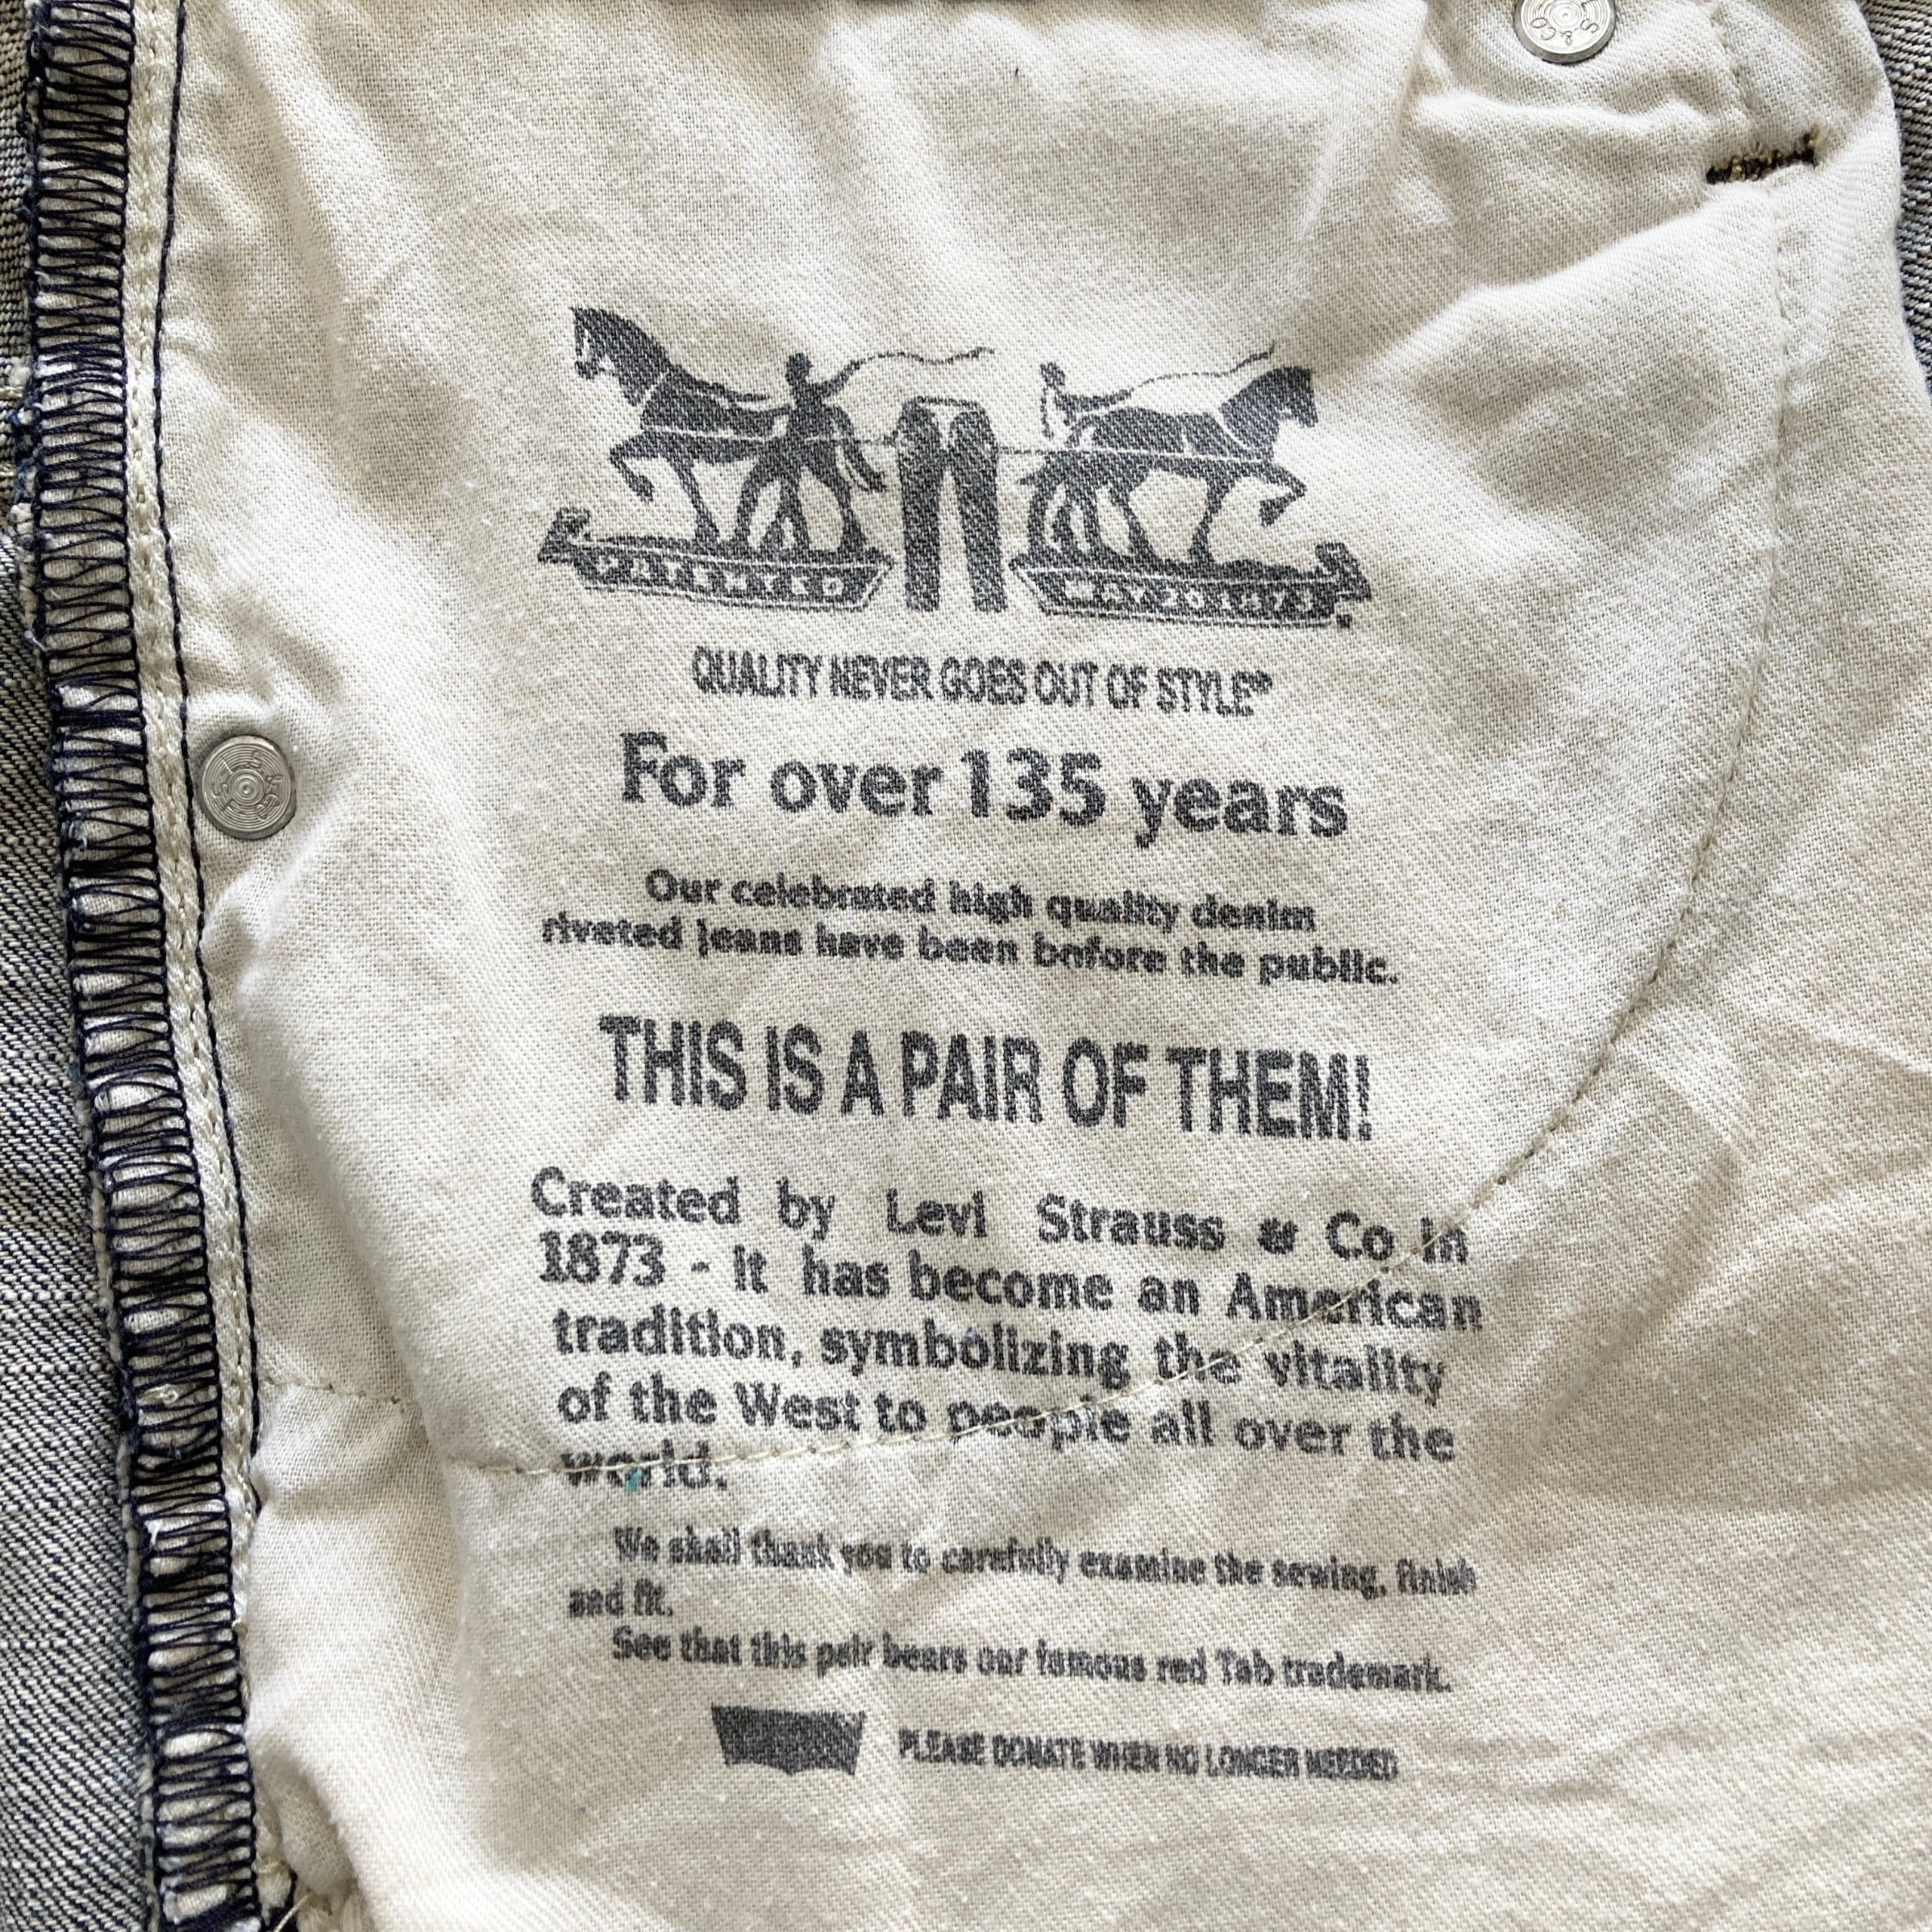 PATENTED MAY 20 1873
QUALITY NEVER GOES OUT OF STYLE
For over 135 years
Our celebrated high quality denim
riveted jeans have been before the public.
THIS IS A PAIR OF THEM!
Created by Levi Strauss & Co in
1873 - it has become an American
tradition, symbolizing the vitality
of the West to people all over the
world.
We shall thank you to carefully examine the sewing, finish
and fit.
See that this pair bears our famous red Tab trademark.
PLEASE DONATE WHEN NO LONGER NEEDED